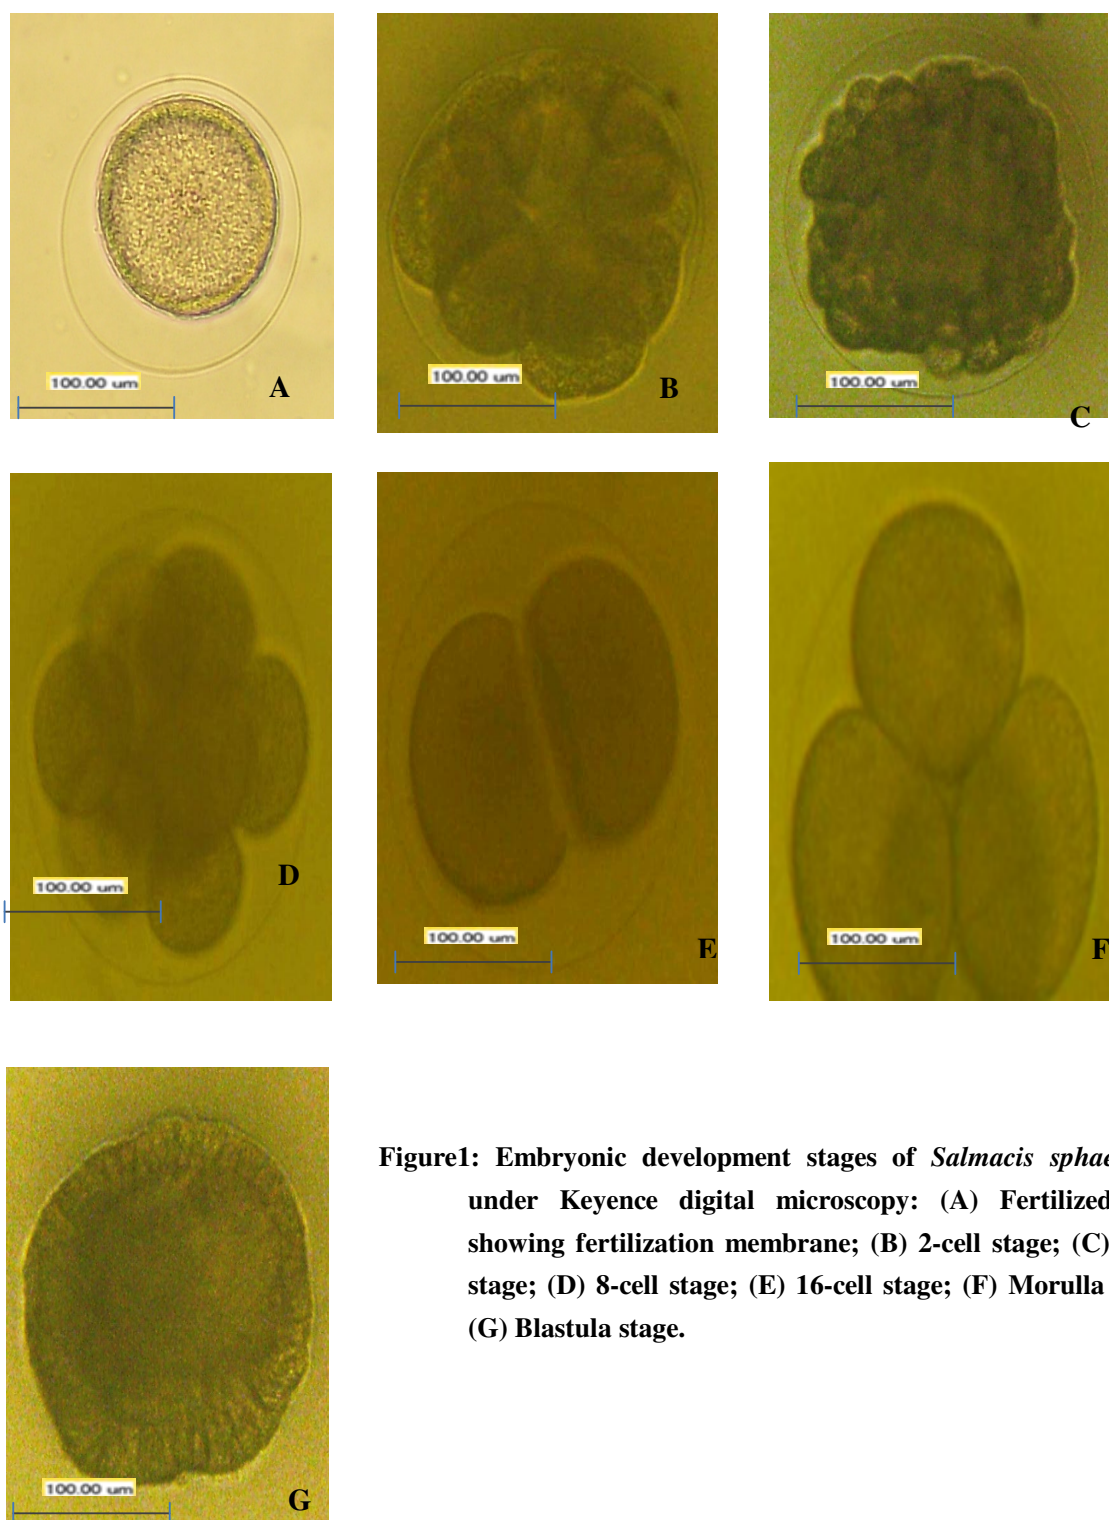 100.00 um
A
100.00 um
B
100.00 um
C
100.00 um
D
100.00 um
E
100.00 um
F
100.00 um
G
Figure1: Embryonic development stages of Salmacis
under Keyence digital microscopy: (A) Fertilized
showing fertilization membrane; (B) 2-cell stage; (C)
stage; (D) 8-cell stage; (E) 16-cell stage; (F) Morulla
(G) Blastula stage.